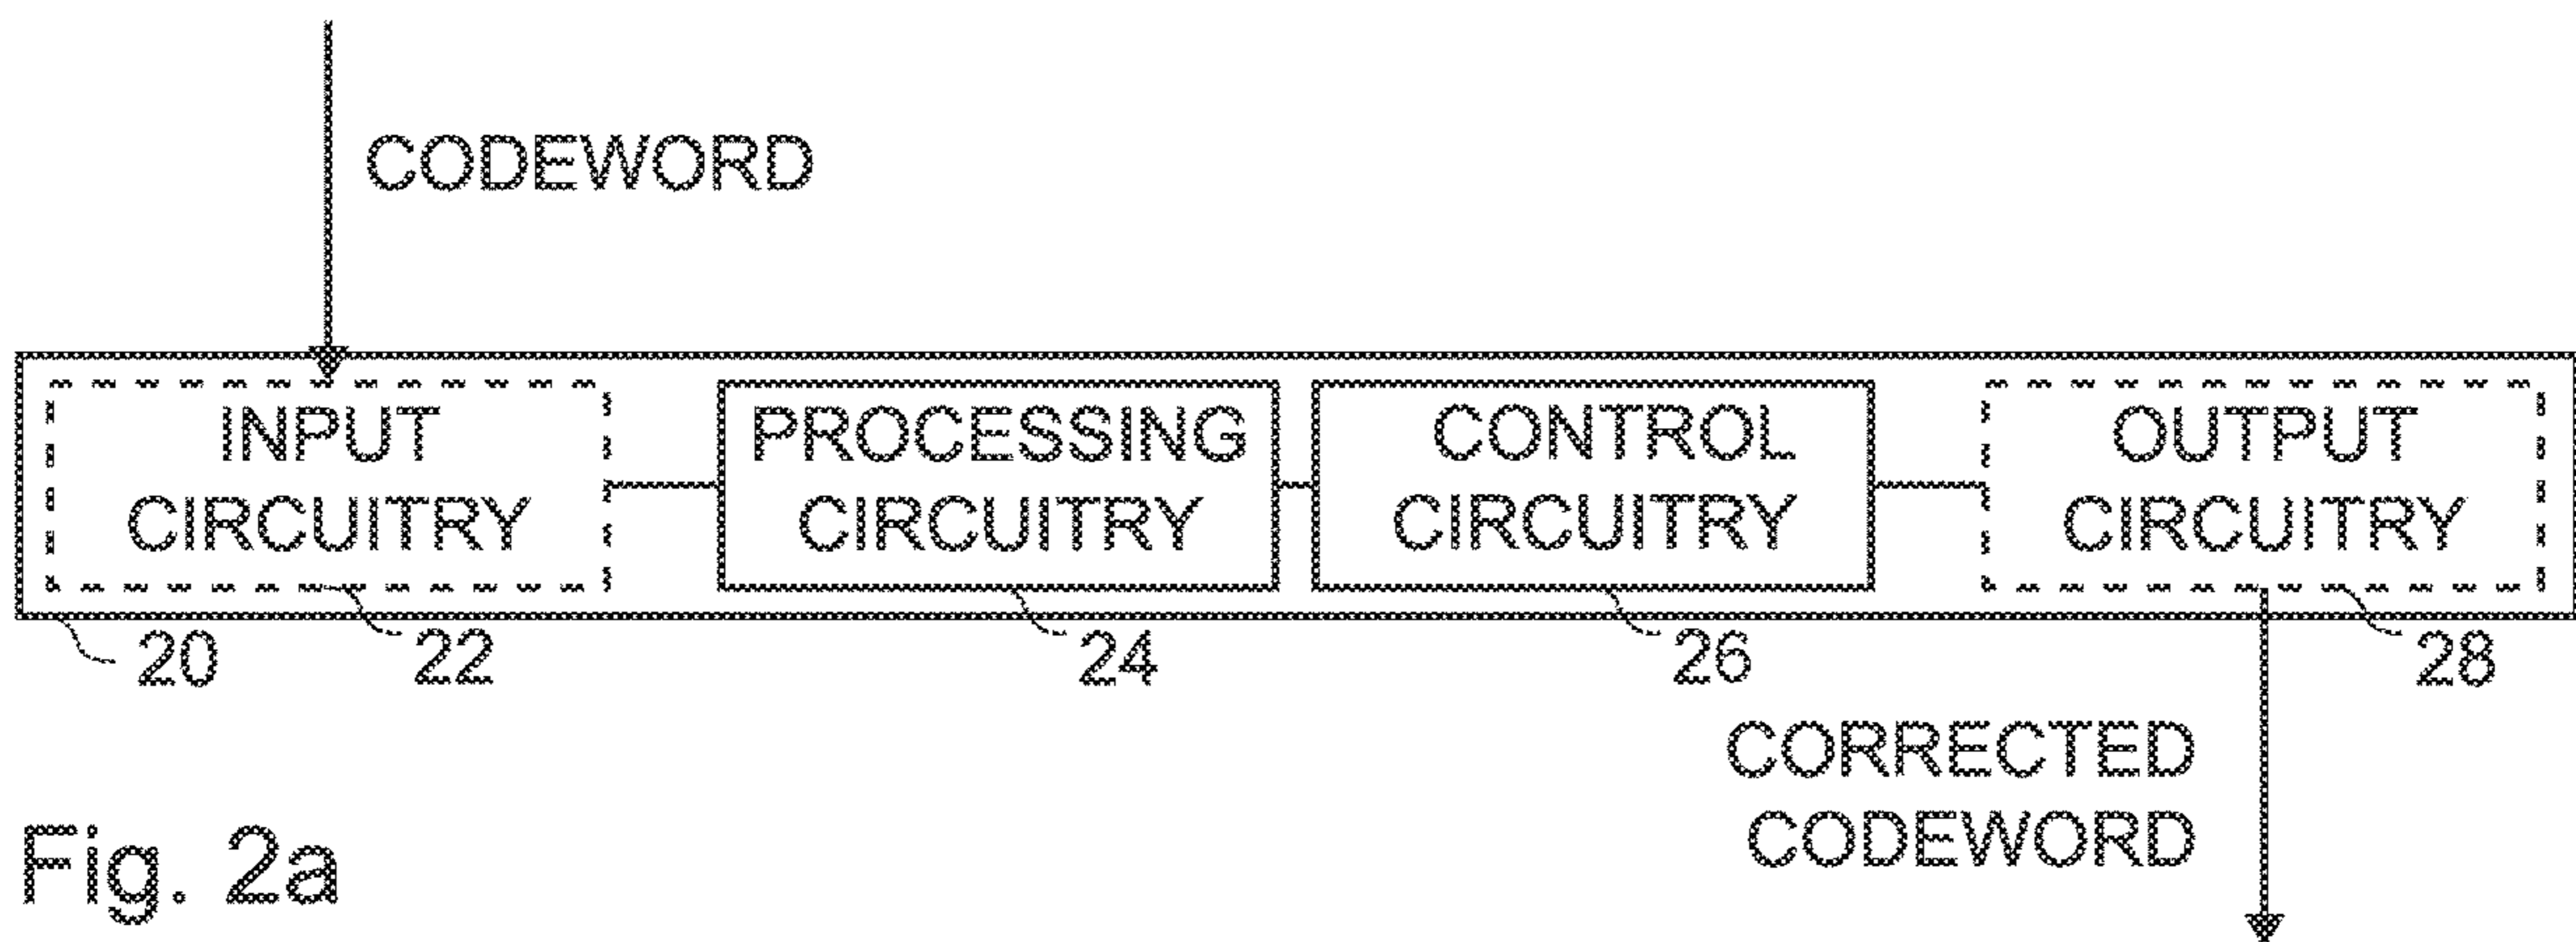 CODEWORD
INPUT
CIRCUITRY
PROCESSING
CIRCUITRY
CONTROL
CIRCUITRY
OUTPUT
CIRCUITRY
20
22
24
26
28
CORRECTED
CODEWORD
Fig. 2a